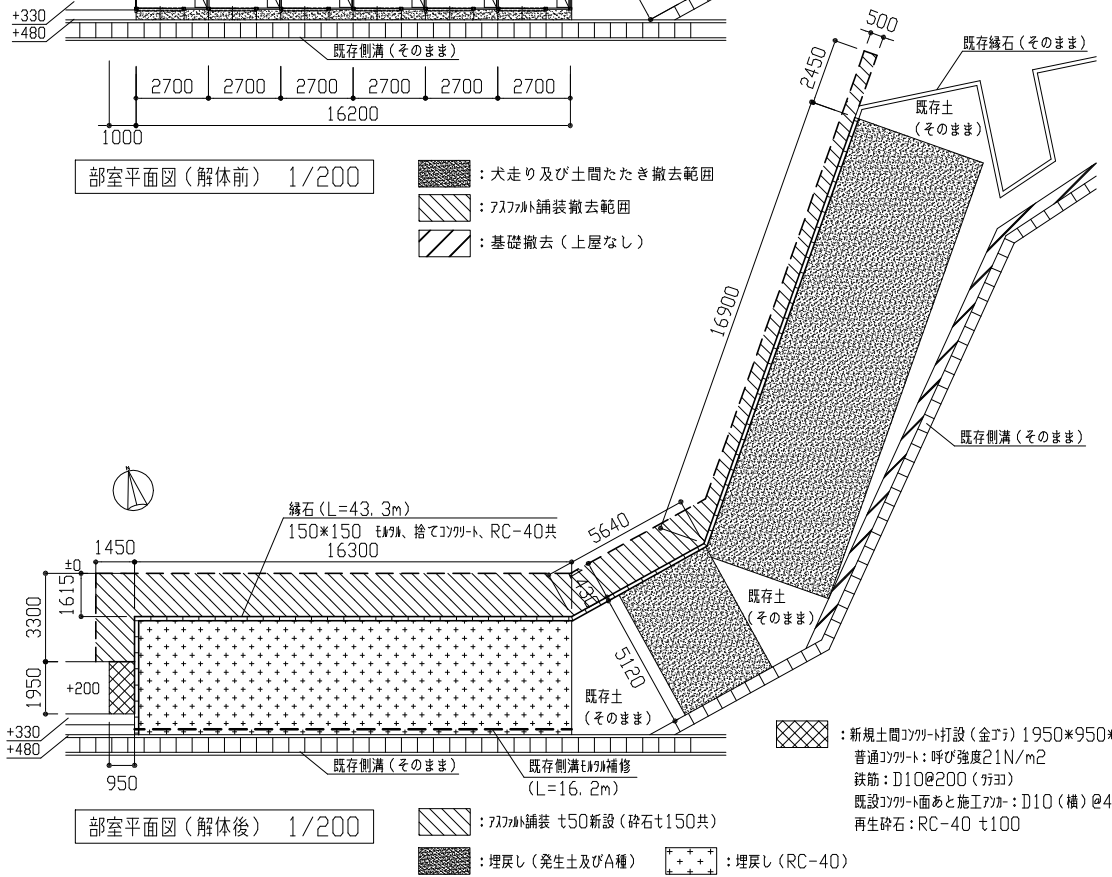 +330
+480
既存側溝(そのまま)
2700 2700 2700 2700 2700 2700
16200
1000
部室平面図(解体前) 1/200
:犬走り及び土間たたき撤去範囲
:アスファルト舗装撤去範囲
:基礎撤去(上屋なし)
500
2450
既存縁石(そのまま)
既存土
(そのまま)
16900
既存側溝(そのまま)
N
縁石(L=43.3m)
150*150 モルタル、捨てコンクリート、RC-40共
1450
16300
5640
±0
1615
3300
1950
+200
+330
+480
950
5120
既存土
(そのまま)
既存土
(そのまま)
既存側溝(そのまま)
既存側溝モルタル補修
(L=16.2m)
部室平面図(解体後) 1/200
:アスファルト舗装 t50新設(砕石t150共)
:埋戻し(発生土及びA種)
:埋戻し(RC-40)
:新規土間コンクリート打設(金ゴテ) 1950*950*
普通コンクリート:呼び強度21N/m2
鉄筋:D10@200(タテヨコ)
既設コンクリート面あと施工アンカー:D10(横)@4
再生砕石:RC-40 t100